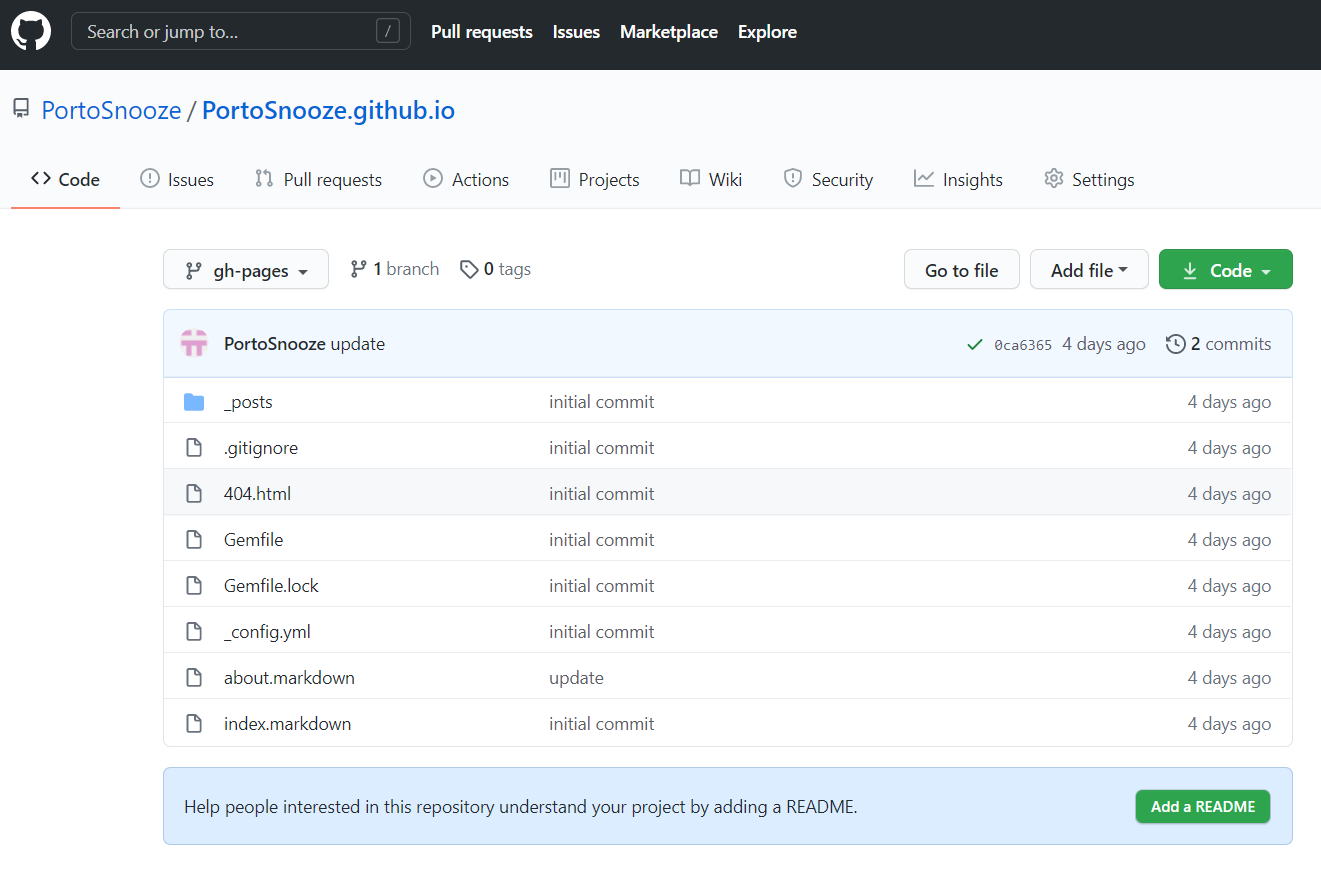 Search or jump to... / Pull requests Issues Marketplace Explore
PortoSnooze / PortoSnooze.github.io
Code Issues Pull requests Actions Projects Wiki Security Insights Settings
gh-pages 1 branch 0 tags Go to file Add file Code
PortoSnooze update 0ca6365 4 days ago 2 commits
_posts initial commit 4 days ago
.gitignore initial commit 4 days ago
404.html initial commit 4 days ago
Gemfile initial commit 4 days ago
Gemfile.lock initial commit 4 days ago
_config.yml initial commit 4 days ago
about.markdown update 4 days ago
index.markdown initial commit 4 days ago
Help people interested in this repository understand your project by adding a README. Add a README